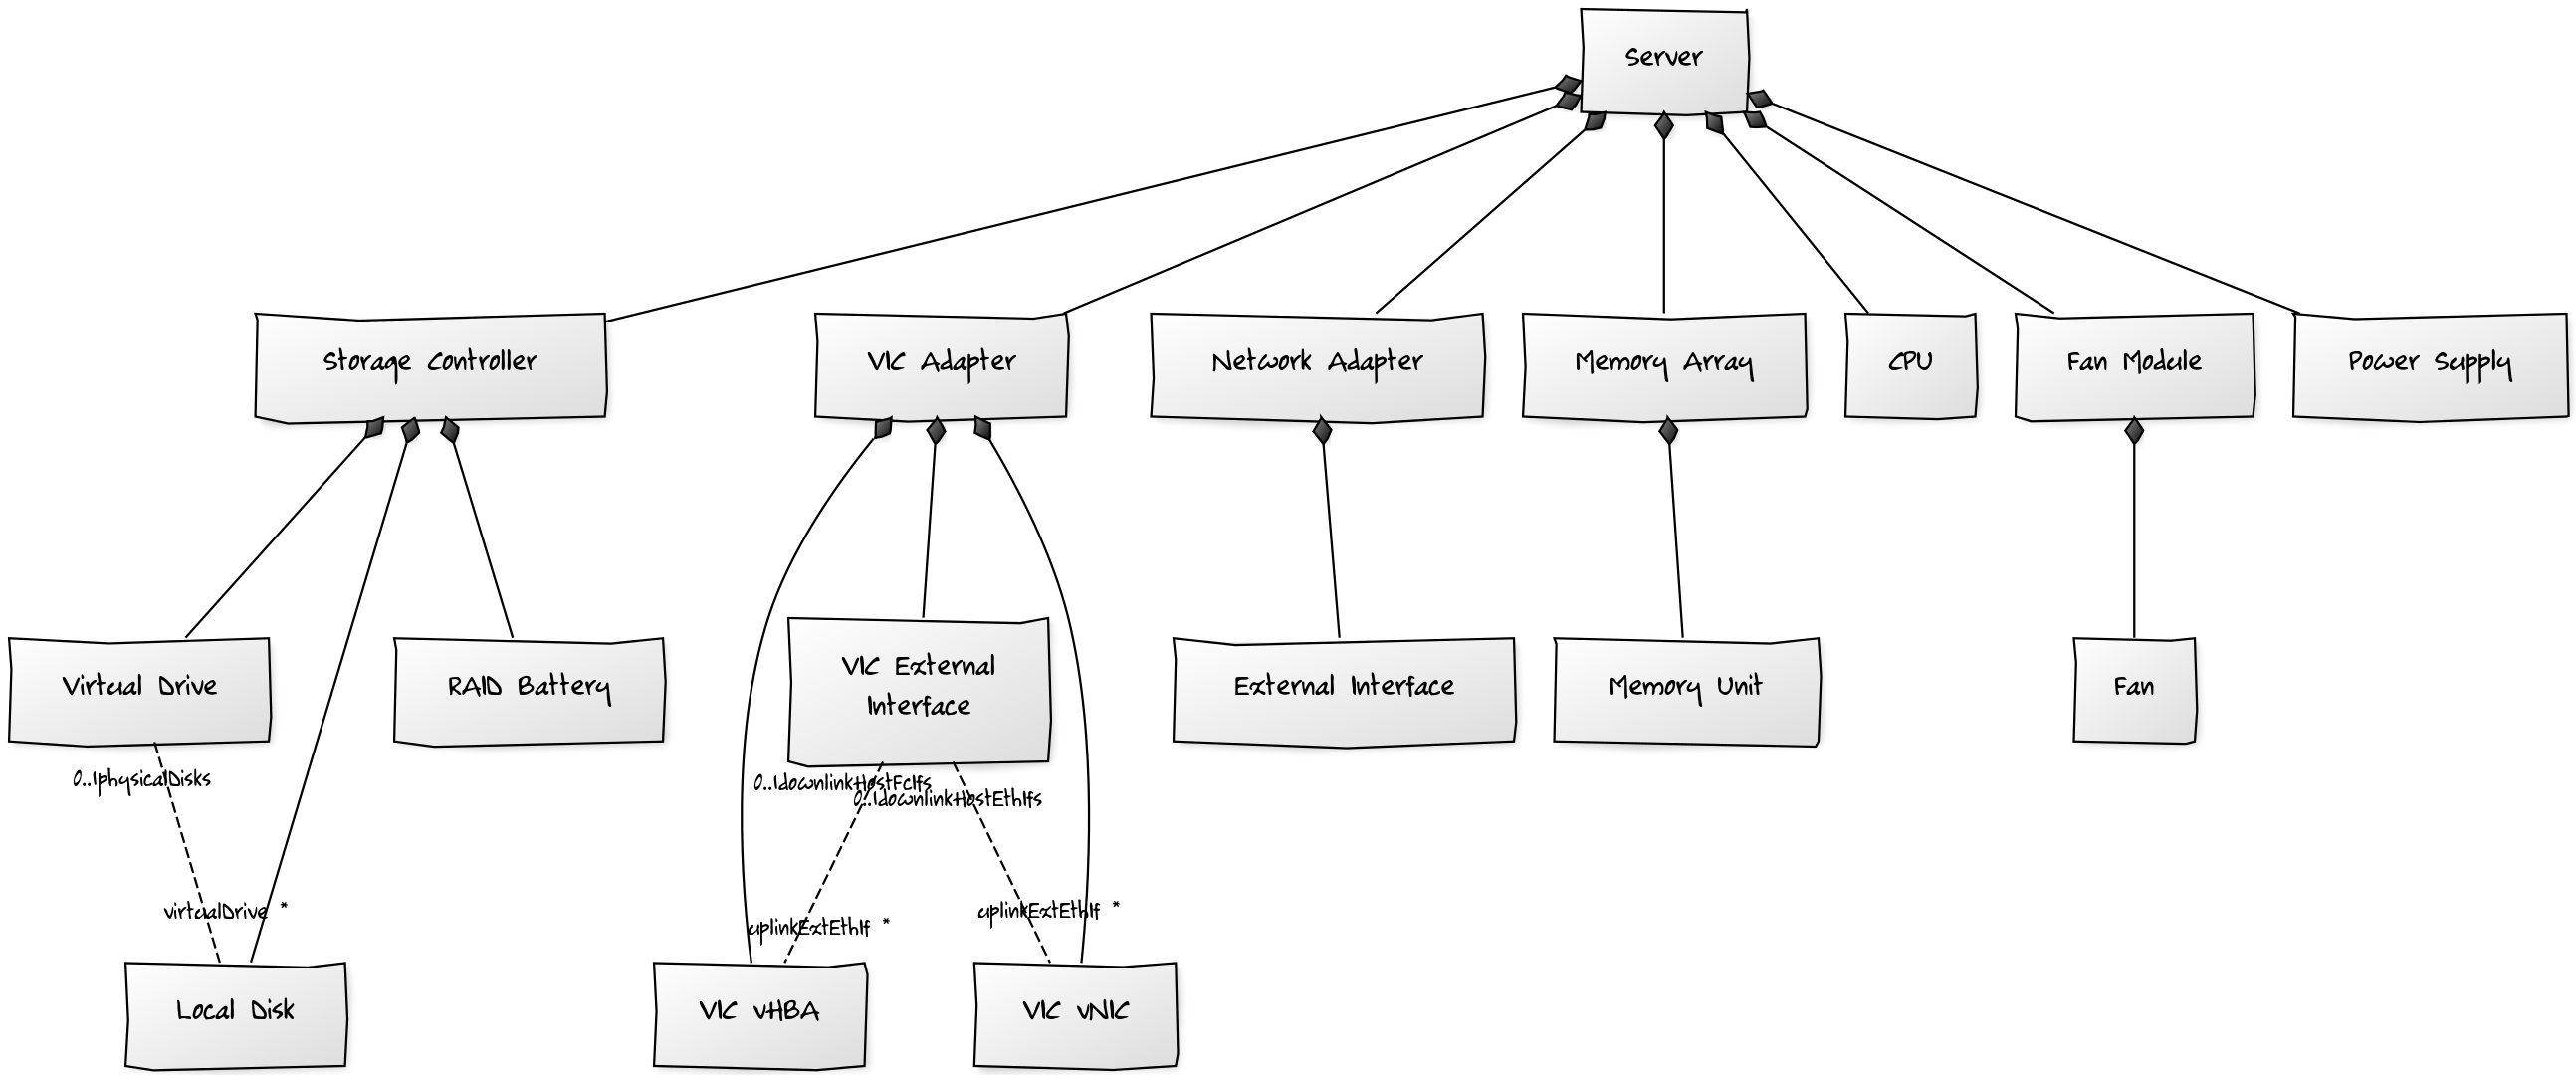 Server
Storage Controller
VIC Adapter
Network Adapter
Memory Array
CPU
Fan Module
Power Supply
Virtual Drive
RAID Battery
VIC External
Interface
External Interface
Memory Unit
Fan
0..1physicalDisks
0..1downlinkHostFcIfs
0..1downlinkHostEthIfs
virtualDrive *
uplinkExtEthIf *
uplinkExtEthIf *
Local Disk
VIC vHBA
VIC vNIC